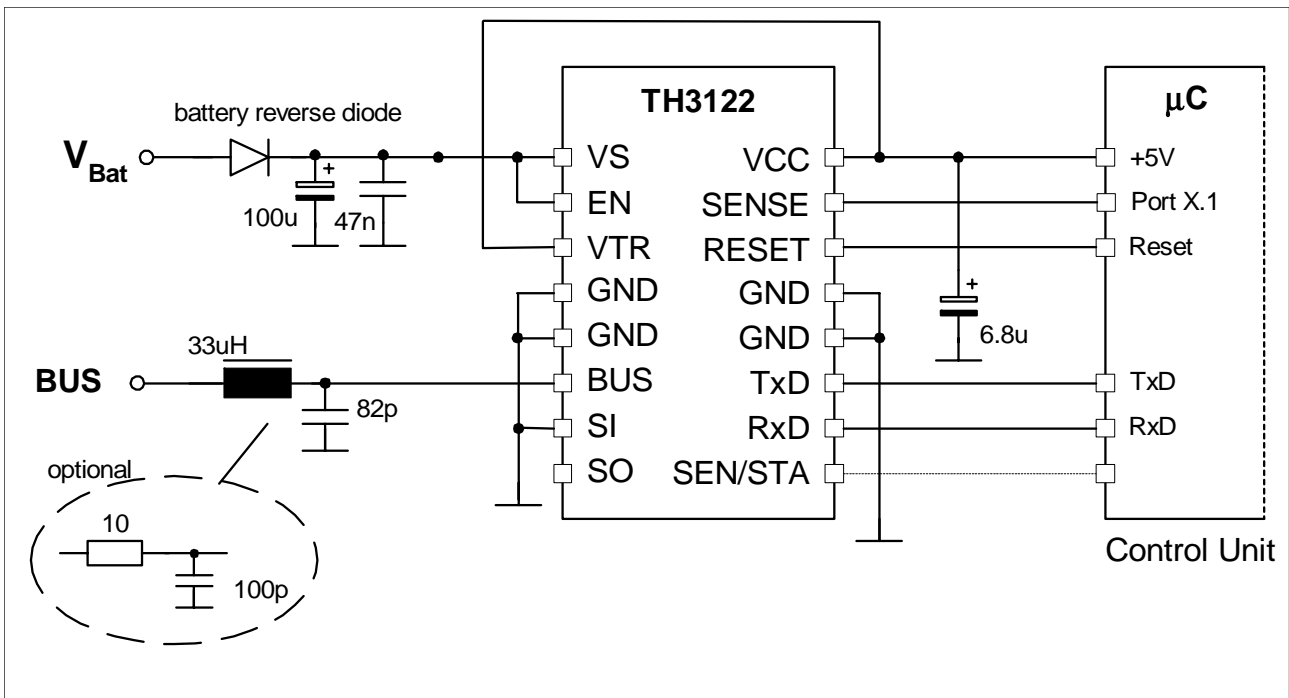 TH3122
μC
battery reverse diode
VBat
+
100u
47n
VS
EN
VTR
GND
GND
BUS
SI
SO
VCC
SENSE
RESET
GND
GND
TxD
RxD
SEN/STA
+
6.8u
+5V
Port X.1
Reset
TxD
RxD
Control Unit
33uH
BUS
82p
optional
10
100p